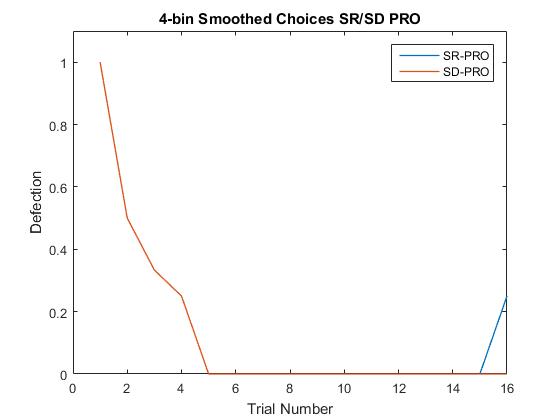 4-bin Smoothed Choices SR/SD PRO
SR-PRO
SD-PRO
Defection
1
0.8
0.6
0.4
0.2
0
0 2 4 6 8 10 12 14 16
Trial Number